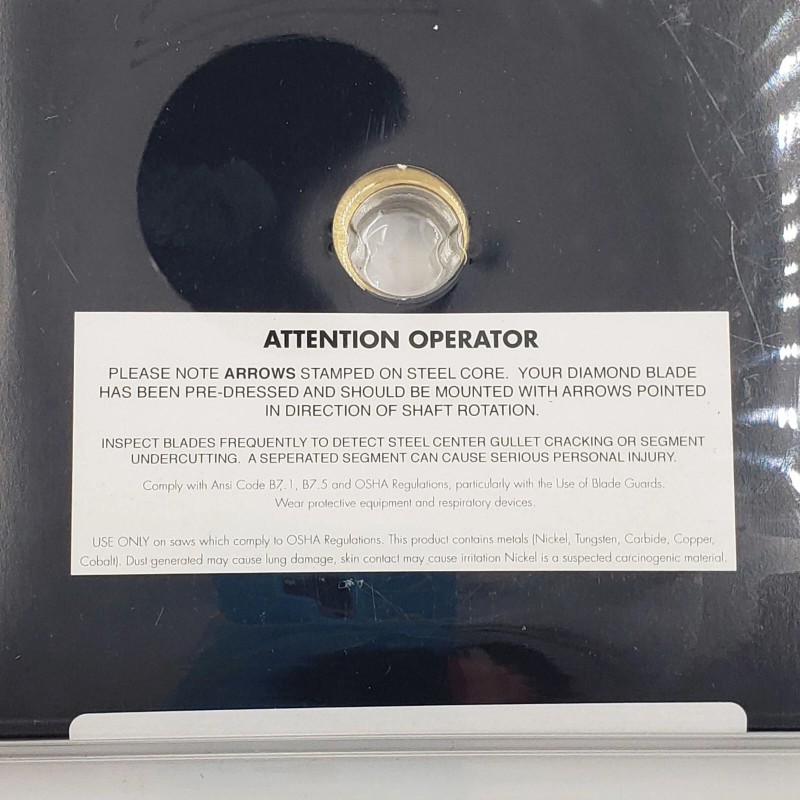 ATTENTION OPERATOR
PLEASE NOTE ARROWS STAMPED ON STEEL CORE. YOUR DIAMOND BLADE
HAS BEEN PRE-DRESSED AND SHOULD BE MOUNTED WITH ARROWS POINTED
IN DIRECTION OF SHAFT ROTATION.
INSPECT BLADES FREQUENTLY TO DETECT STEEL CENTER GULLET CRACKING OR SEGMENT
UNDERCUTTING. A SEPERATED SEGMENT CAN CAUSE SERIOUS PERSONAL INJURY.
Comply with Ansi Code B7.1, B7.5 and OSHA Regulations, particularly with the Use of Blade Guards.
Wear protective equipment and respiratory devices.
USE ONLY on saws which comply to OSHA Regulations. This product contains metals (Nickel, Tungsten, Carbide, Copper,
Cobalt). Dust generated may cause lung damage, skin contact may cause irritation Nickel is a suspected carcinogenic material.